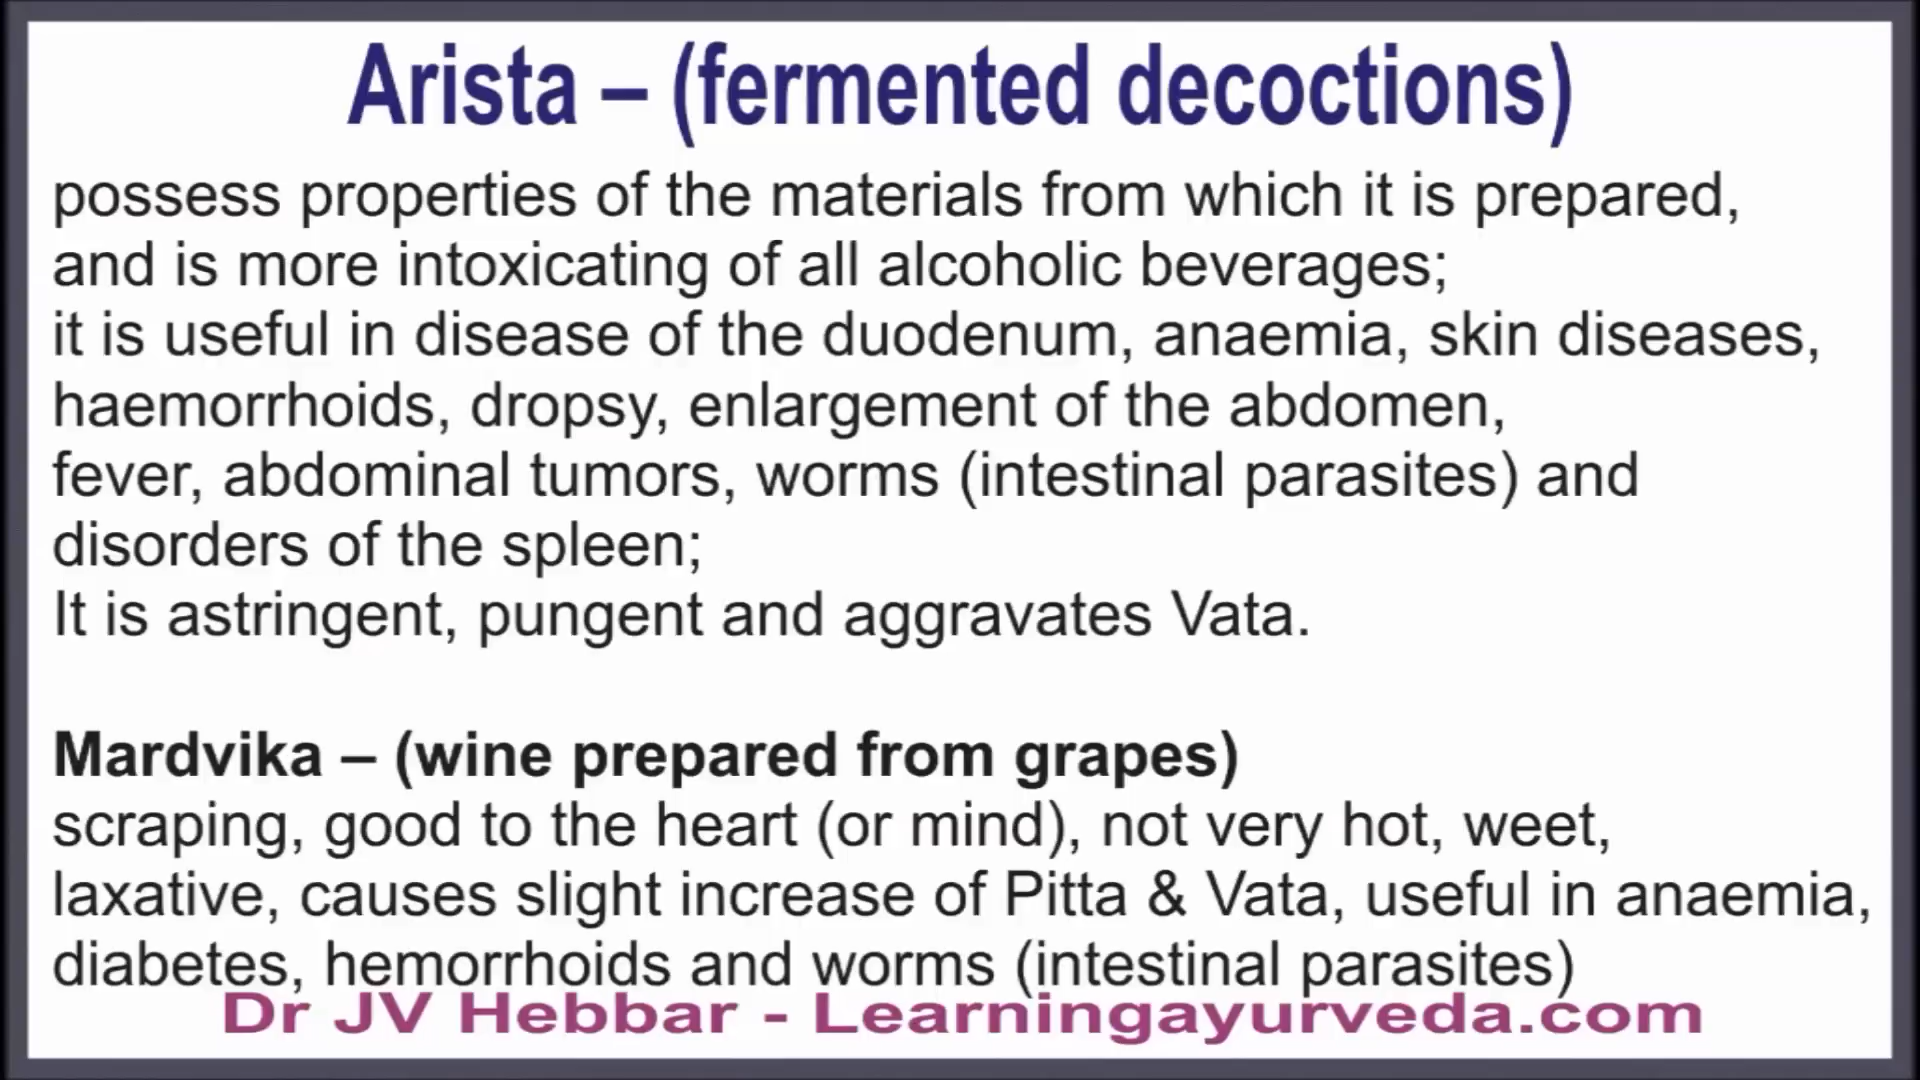 Arista – (fermented decoctions)
possess properties of the materials from which it is prepared,
and is more intoxicating of all alcoholic beverages;
it is useful in disease of the duodenum, anaemia, skin diseases,
haemorrhoids, dropsy, enlargement of the abdomen,
fever, abdominal tumors, worms (intestinal parasites) and
disorders of the spleen;
It is astringent, pungent and aggravates Vata.
Mardvika – (wine prepared from grapes)
scraping, good to the heart (or mind), not very hot, weet,
laxative, causes slight increase of Pitta & Vata, useful in anaemia,
diabetes, hemorrhoids and worms (intestinal parasites)
Dr JV Hebbar - Learningayurveda.com